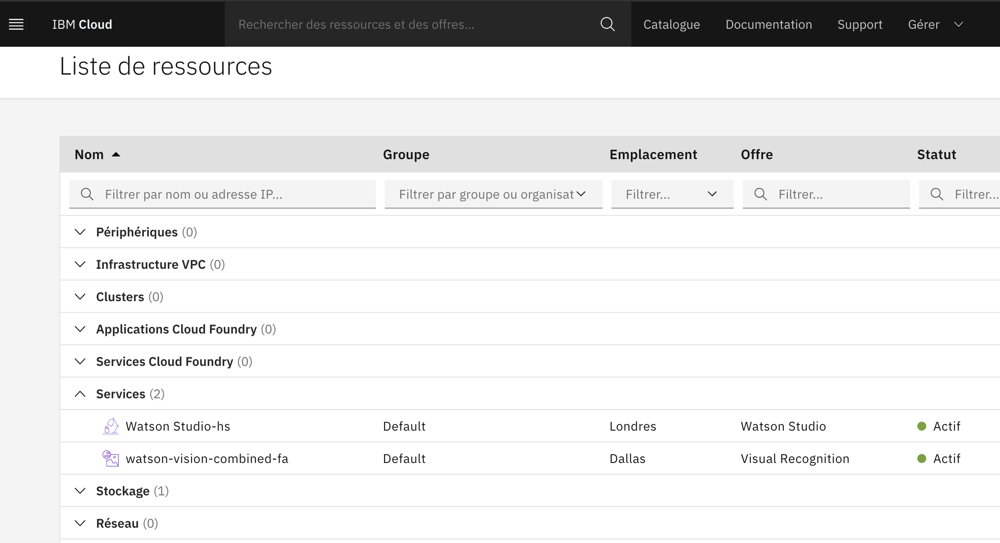 IBM Cloud Rechercher des ressources et des offres... Catalogue Documentation Support Gérer
Liste de ressources
Nom Groupe Emplacement Offre Statut
Filtrer par nom ou adresse IP... Filtrer par groupe ou organisat Filtrer... Filtrer... Filtrer...
Périphériques (0)
Infrastructure VPC (0)
Clusters (0)
Applications Cloud Foundry (0)
Services Cloud Foundry (0)
Services (2)
Watson Studio-hs Default Londres Watson Studio Actif
watson-vision-combined-fa Default Dallas Visual Recognition Actif
Stockage (1)
Réseau (0)